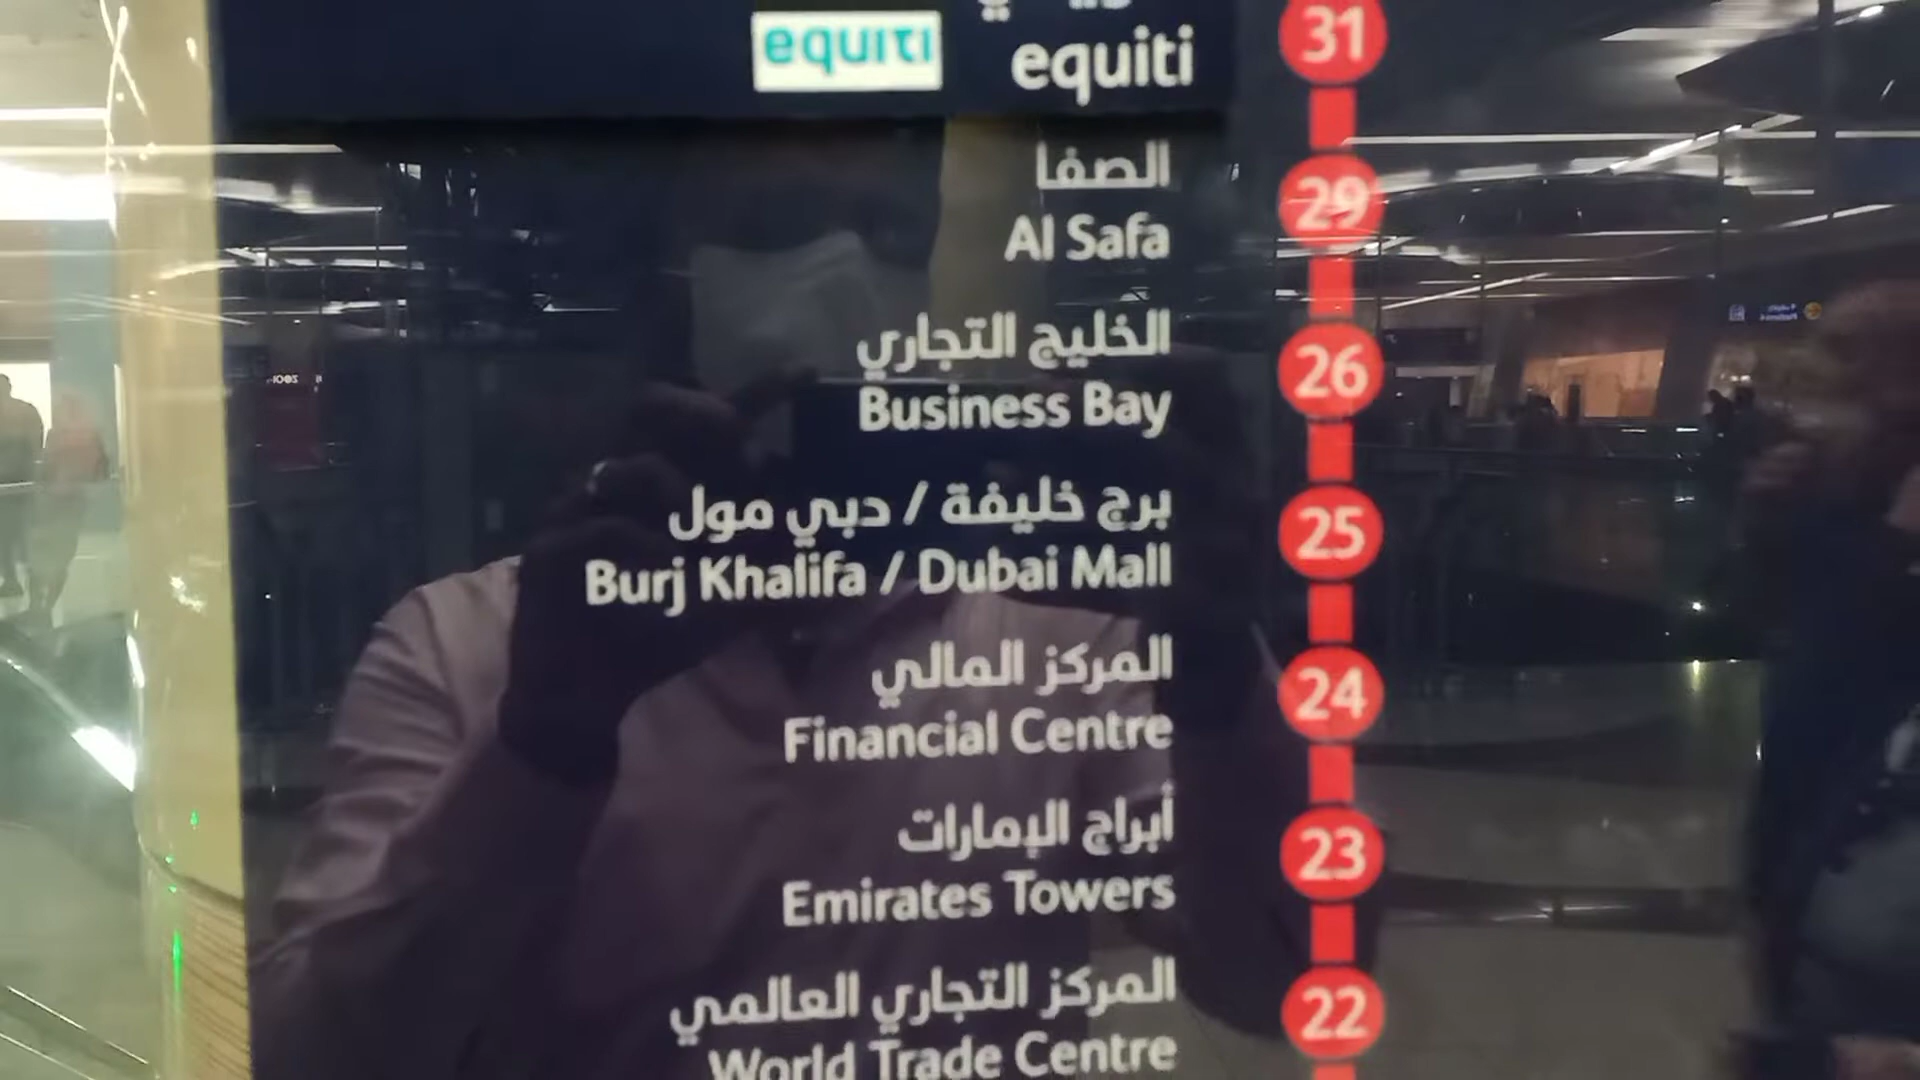 equiti
equiti
31
الصفا
Al Safa
29
الخليج التجاري
Business Bay
26
برج خليفة / دبي مول
Burj Khalifa / Dubai Mall
25
المركز المالي
Financial Centre
24
أبراج الإمارات
Emirates Towers
23
المركز التجاري العالمي
World Trade Centre
22